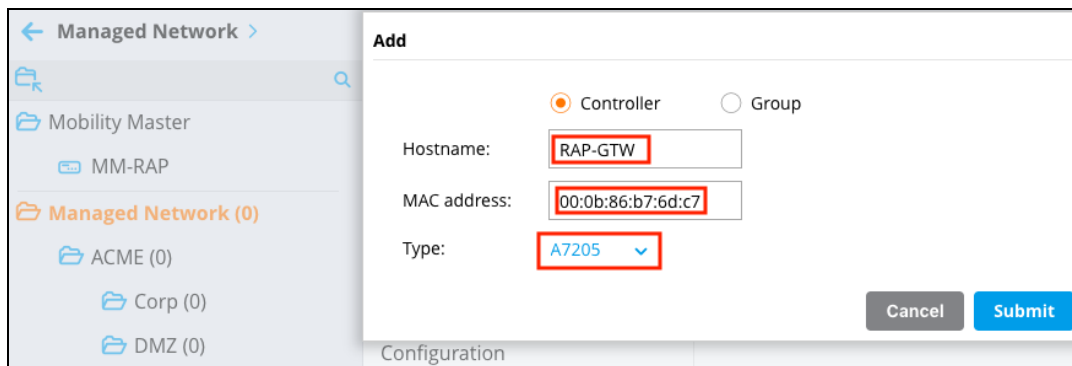 Managed Network >
Mobility Master
MM-RAP
Managed Network (0)
ACME (0)
Corp (0)
DMZ (0)
Add
Controller Group
Hostname: RAP-GTW
MAC address: 00:0b:86:b7:6d:c7
Type: A7205
Cancel Submit
Configuration